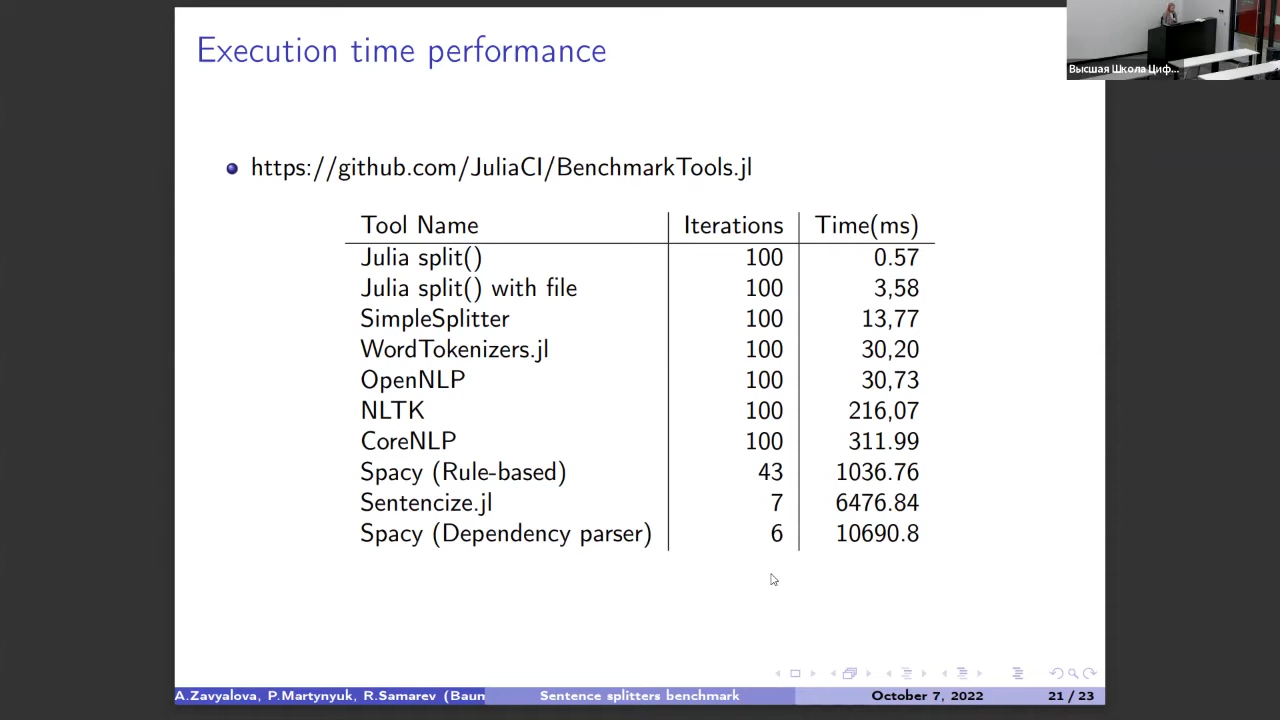 Execution time performance
Высшая Школа Циф...
https://github.com/JuliaCI/BenchmarkTools.jl
Tool Name Iterations Time(ms)
Julia split() 100 0.57
Julia split() with file 100 3,58
SimpleSplitter 100 13,77
WordTokenizers.jl 100 30,20
OpenNLP 100 30,73
NLTK 100 216,07
CoreNLP 100 311.99
Spacy (Rule-based) 43 1036.76
Sentencize.jl 7 6476.84
Spacy (Dependency parser) 6 10690.8
A.Zavyalova, P.Martynyuk, R.Samarev (Baum Sentence splitters benchmark October 7, 2022 21 / 23